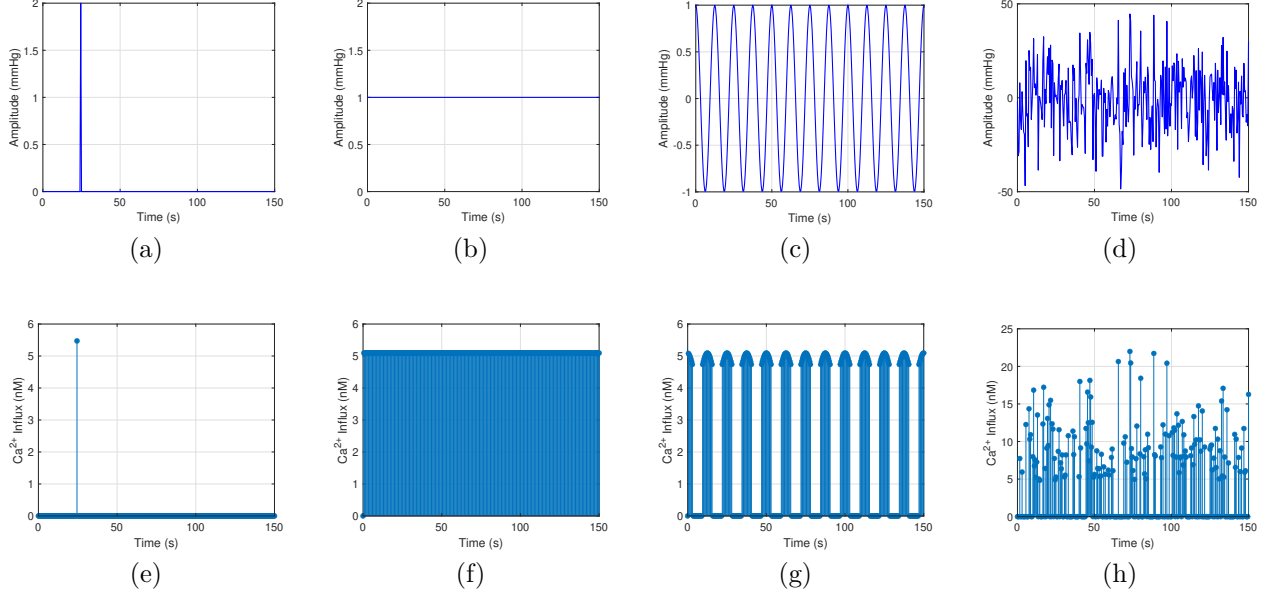 2
1.5
1
0.5
0
0 50 100 150
Amplitude (mmHg)
Time (s)
(a)
2
1.5
1
0.5
0
0 50 100 150
Amplitude (mmHg)
Time (s)
(b)
1
0.5
0
-0.5
-1
0 50 100 150
Amplitude (mmHg)
Time (s)
(c)
50
0
-50
0 50 100 150
Amplitude (mmHg)
Time (s)
(d)
6
5
4
3
2
1
0
0 50 100 150
Ca²⁺ Influx (nM)
Time (s)
(e)
6
5
4
3
2
1
0
0 50 100 150
Ca²⁺ Influx (nM)
Time (s)
(f)
6
5
4
3
2
1
0
0 50 100 150
Ca²⁺ Influx (nM)
Time (s)
(g)
25
20
15
10
5
0
0 50 100 150
Ca²⁺ Influx (nM)
Time (s)
(h)